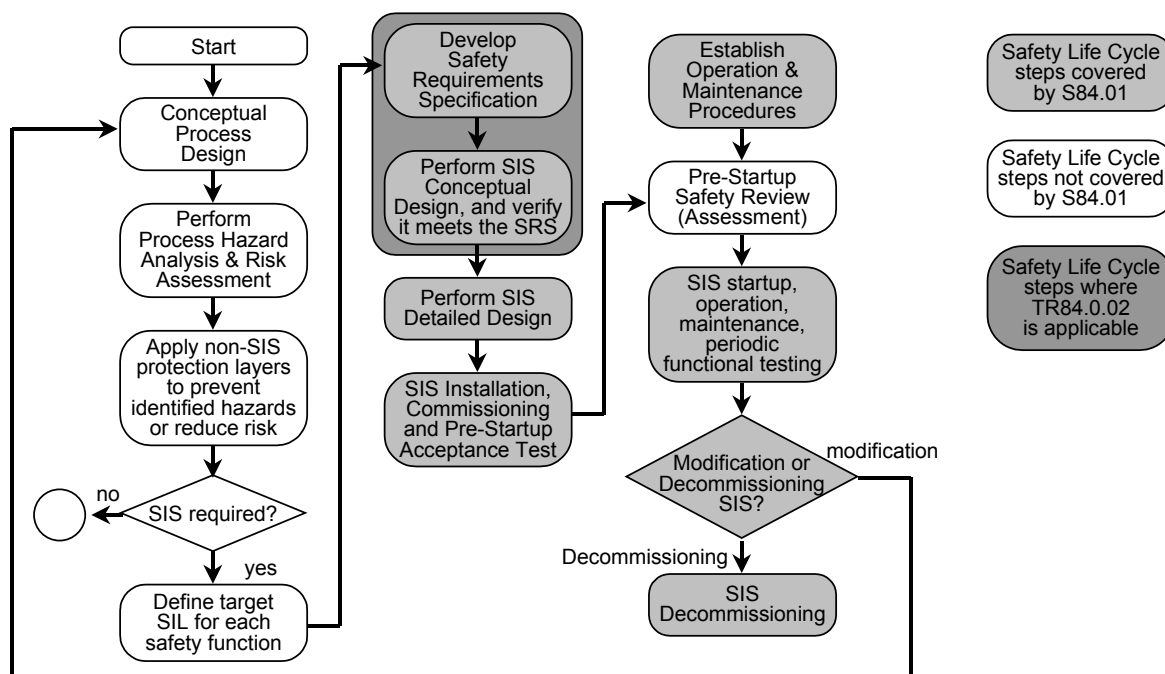 Start
Conceptual
Process
Design
Perform
Process Hazard
Analysis & Risk
Assessment
Apply non-SIS
protection layers
to prevent
identified hazards
or reduce risk
no
SIS required?
yes
Define target
SIL for each
safety function
Develop
Safety
Requirements
Specification
Perform SIS
Conceptual
Design, and verify
it meets the SRS
Perform SIS
Detailed Design
SIS Installation,
Commissioning
and Pre-Startup
Acceptance Test
Establish
Operation &
Maintenance
Procedures
Pre-Startup
Safety Review
(Assessment)
SIS startup,
operation,
maintenance,
periodic
functional testing
modification
Modification or
Decommissioning
SIS?
Decommissioning
SIS
Decommissioning
Safety Life Cycle
steps covered
by S84.01
Safety Life Cycle
steps not covered
by S84.01
Safety Life Cycle
steps where
TR84.0.02
is applicable